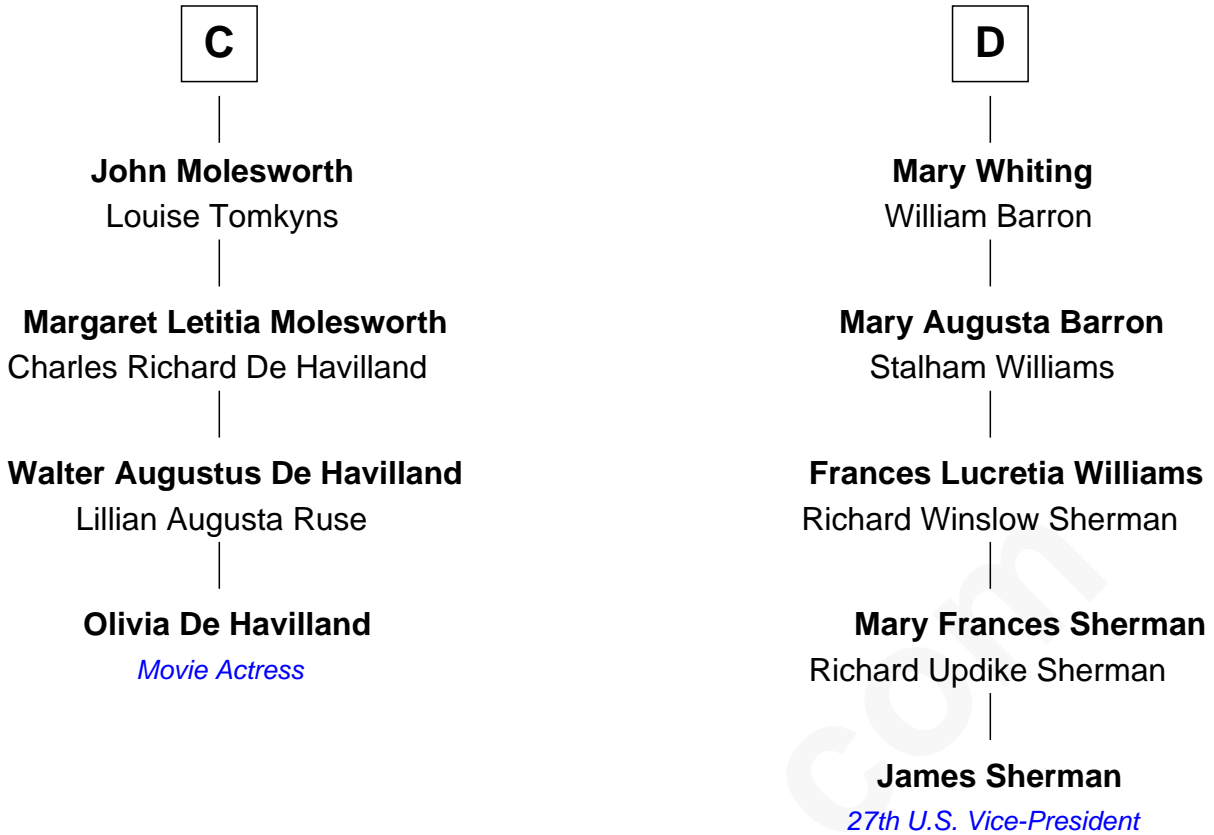 C
John Molesworth
Louise Tomkyns
Margaret Letitia Molesworth
Charles Richard De Havilland
Walter Augustus De Havilland
Lillian Augusta Ruse
Olivia De Havilland
Movie Actress
D
Mary Whiting
William Barron
Mary Augusta Barron
Stalham Williams
Frances Lucretia Williams
Richard Winslow Sherman
Mary Frances Sherman
Richard Updike Sherman
James Sherman
27th U.S. Vice-President
com